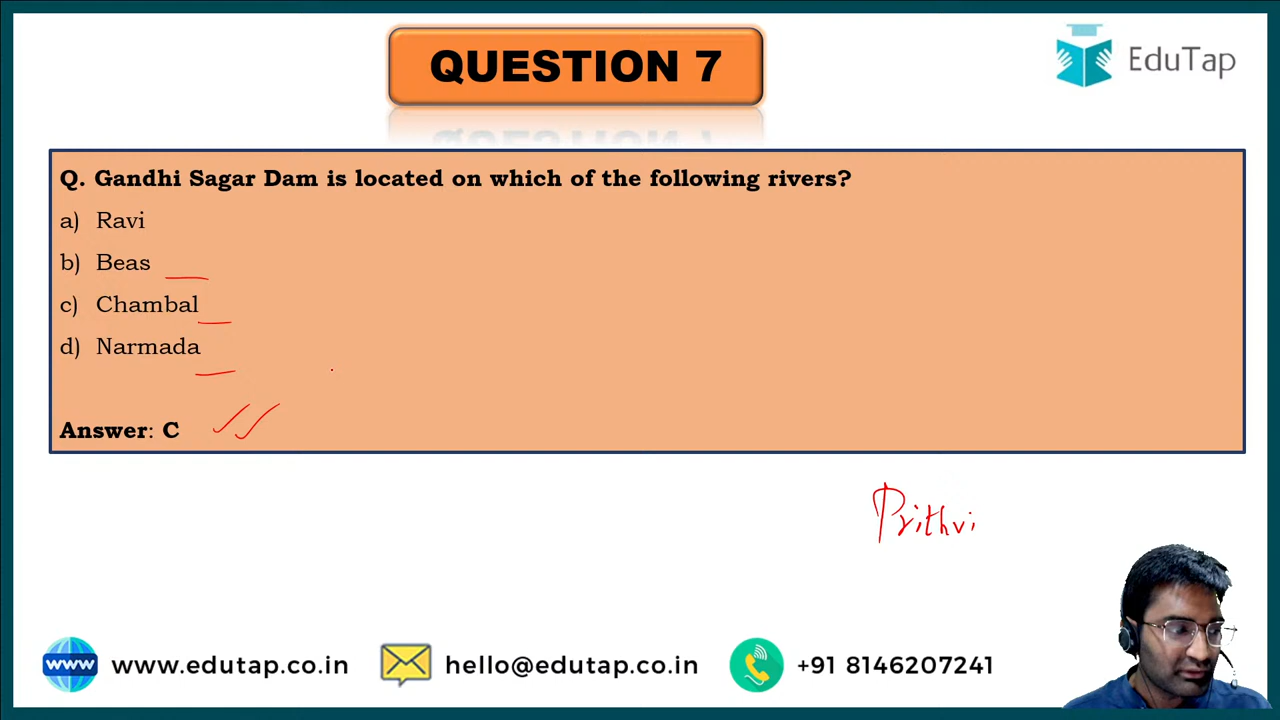 QUESTION 7
EduTap
Q. Gandhi Sagar Dam is located on which of the following rivers?
a) Ravi
b) Beas
c) Chambal
d) Narmada
Answer: C
Prithvi
www www.edutap.co.in hello@edutap.co.in +91 8146207241